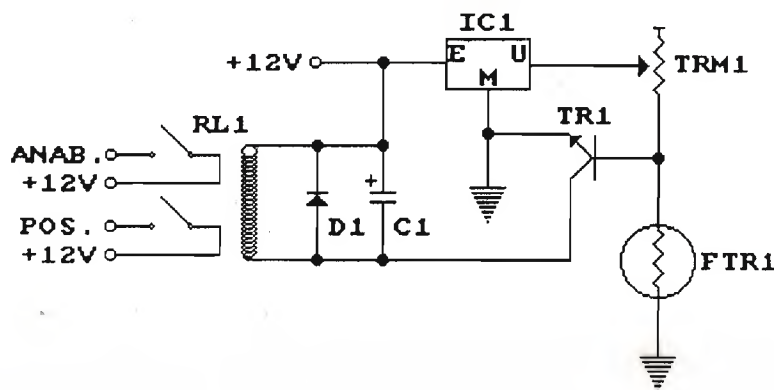 IC1
+12V
E U
M
TRM1
TR1
RL1
ANAB.
+12V
POS.
+12V
+
D1
C1
FTR1